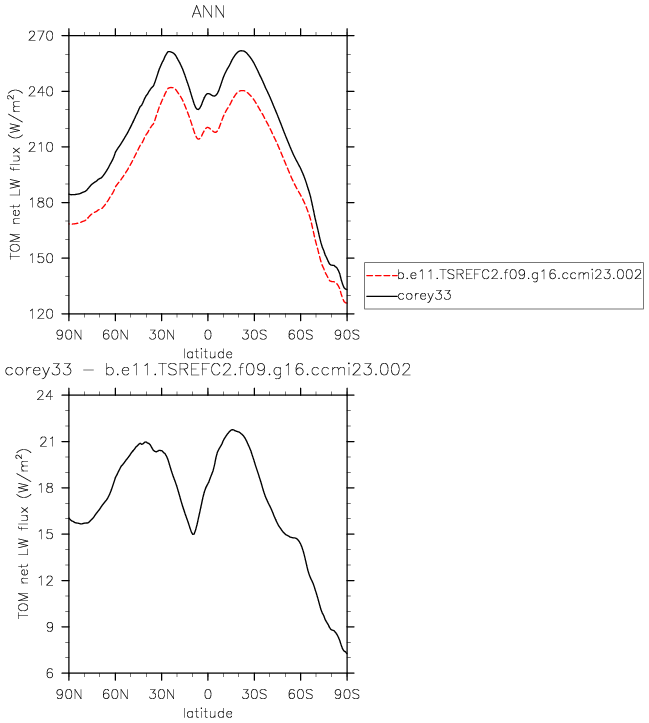 ANN
TOM net LW flux (W/m²)
270
240
210
180
150
120
90N 60N 30N 0 30S 60S 90S
latitude
b.e11.TSREFC2.f09.g16.ccmi23.002
corey33
corey33 − b.e11.TSREFC2.f09.g16.ccmi23.002
TOM net LW flux (W/m²)
24
21
18
15
12
9
6
90N 60N 30N 0 30S 60S 90S
latitude